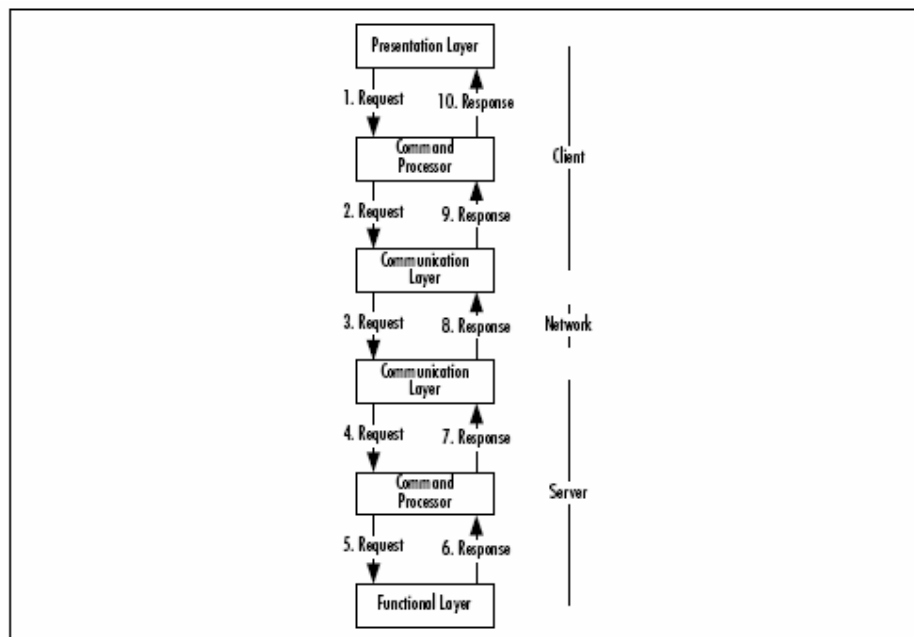 Presentation Layer
1. Request
10. Response
Command
Processor
Client
2. Request
9. Response
Communication
Layer
3. Request
8. Response
Network
Communication
Layer
4. Request
7. Response
Command
Processor
Server
5. Request
6. Response
Functional Layer